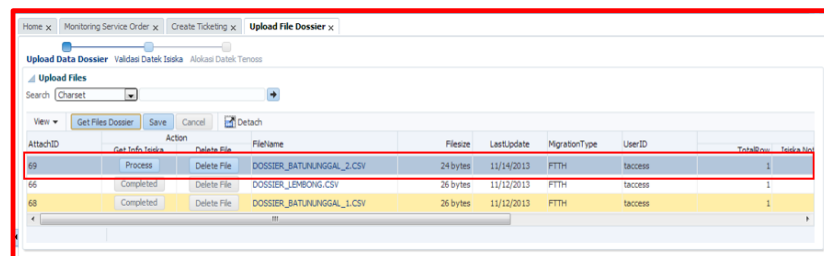 Home x Monitoring Service Order x Create Ticketing x Upload File Dossier x
Upload Data Dossier Validasi Datek Isiska Alokasi Datek Tenoss
Upload Files
Search Charset
View Get Files Dossier Save Cancel Detach
AttachID Action FileName Filesize LastUpdate MigrationType UserID
Get Info Isiska Delete File TotalRow Isiska Not
69 Process Delete File DOSSIER_BATUNUNGGAL_2.CSV 24 bytes 11/14/2013 FTTH taccess 1
66 Completed Delete File DOSSIER_LEMBONG.CSV 26 bytes 11/12/2013 FTTH taccess 1
68 Completed Delete File DOSSIER_BATUNUNGGAL_1.CSV 26 bytes 11/12/2013 FTTH taccess 1